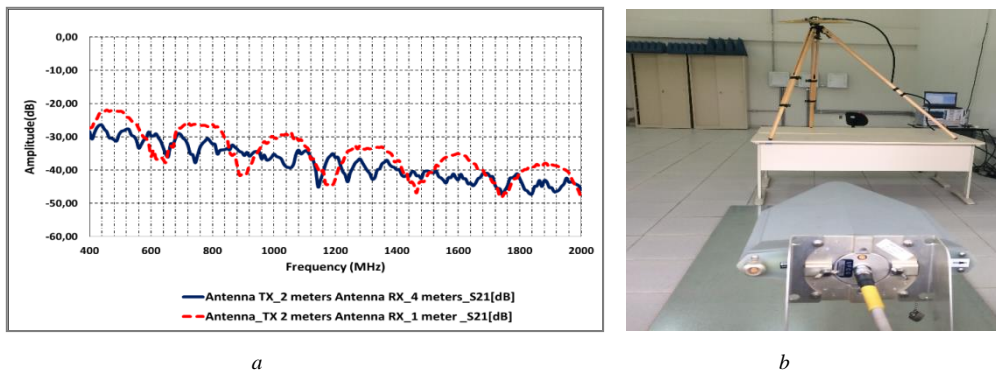 0,00
-10,00
-20,00
-30,00
-40,00
-50,00
-60,00
Amplitude[dB]
400 600 800 1000 1200 1400 1600 1800 2000
Frequency (MHz)
Antenna TX_2 meters Antenna RX_4 meters_S21[dB]
Antenna_TX 2 meters Antenna RX_1 meter _S21[dB]
a b